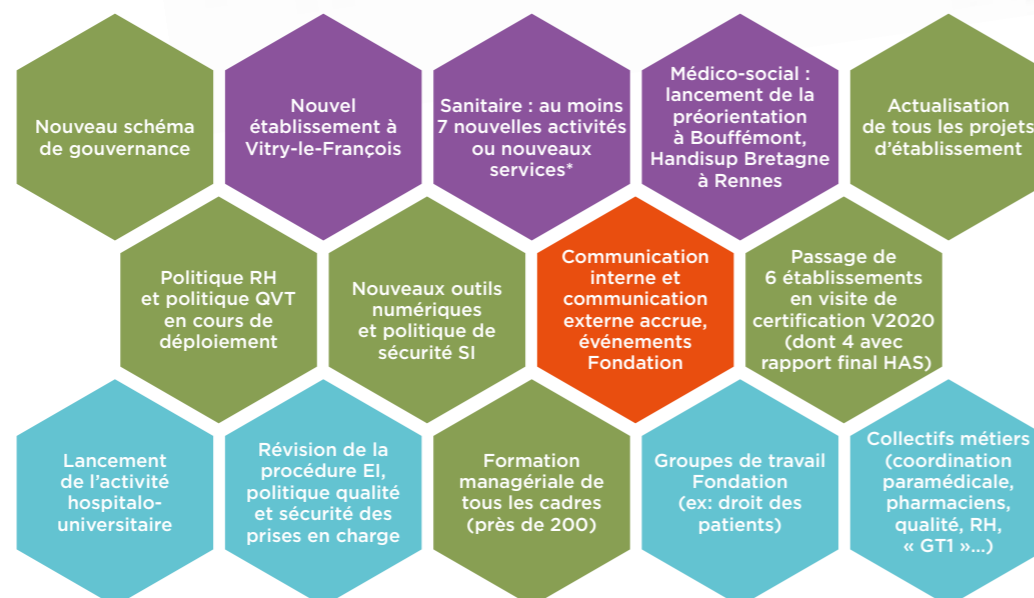 Nouveau schéma
de gouvernance
Nouvel
établissement à
Vitry-le-François
Sanitaire : au moins
7 nouvelles activités
ou nouveaux
services*
Médico-social :
lancement de la
préorientation
à Bouffémont,
Handisup Bretagne
à Rennes
Actualisation
de tous les projets
d’établissement
Politique RH
et politique QVT
en cours de
déploiement
Nouveaux outils
numériques
et politique de
sécurité SI
Communication
interne et
communication
externe accrue,
événements
Fondation
Passage de
6 établissements
en visite de
certification V2020
(dont 4 avec
rapport final HAS)
Lancement
de l’activité
hospitalo-
universitaire
Révision de la
procédure EI,
politique qualité
et sécurité des
prises en charge
Formation
managériale de
tous les cadres
(près de 200)
Groupes de travail
Fondation
(ex: droit des
patients)
Collectifs métiers
(coordination
paramédicale,
pharmaciens,
qualité, RH,
« GT1 »...)